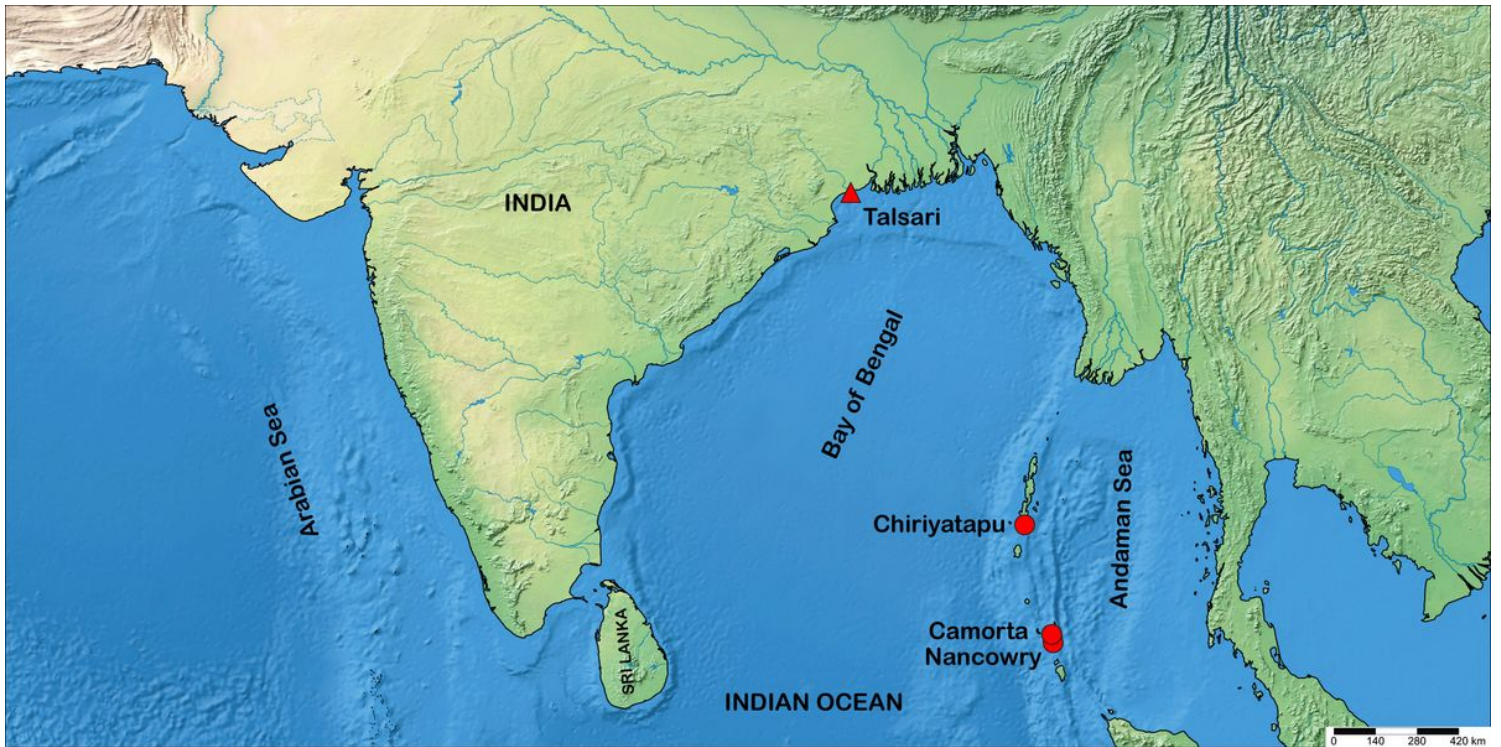 INDIA
Talsari
Bay of Bengal
Arabian Sea
Chiriyatapu
Andaman Sea
Camorta
Nancowry
SRI LANKA
INDIAN OCEAN
0 140 280 420 km